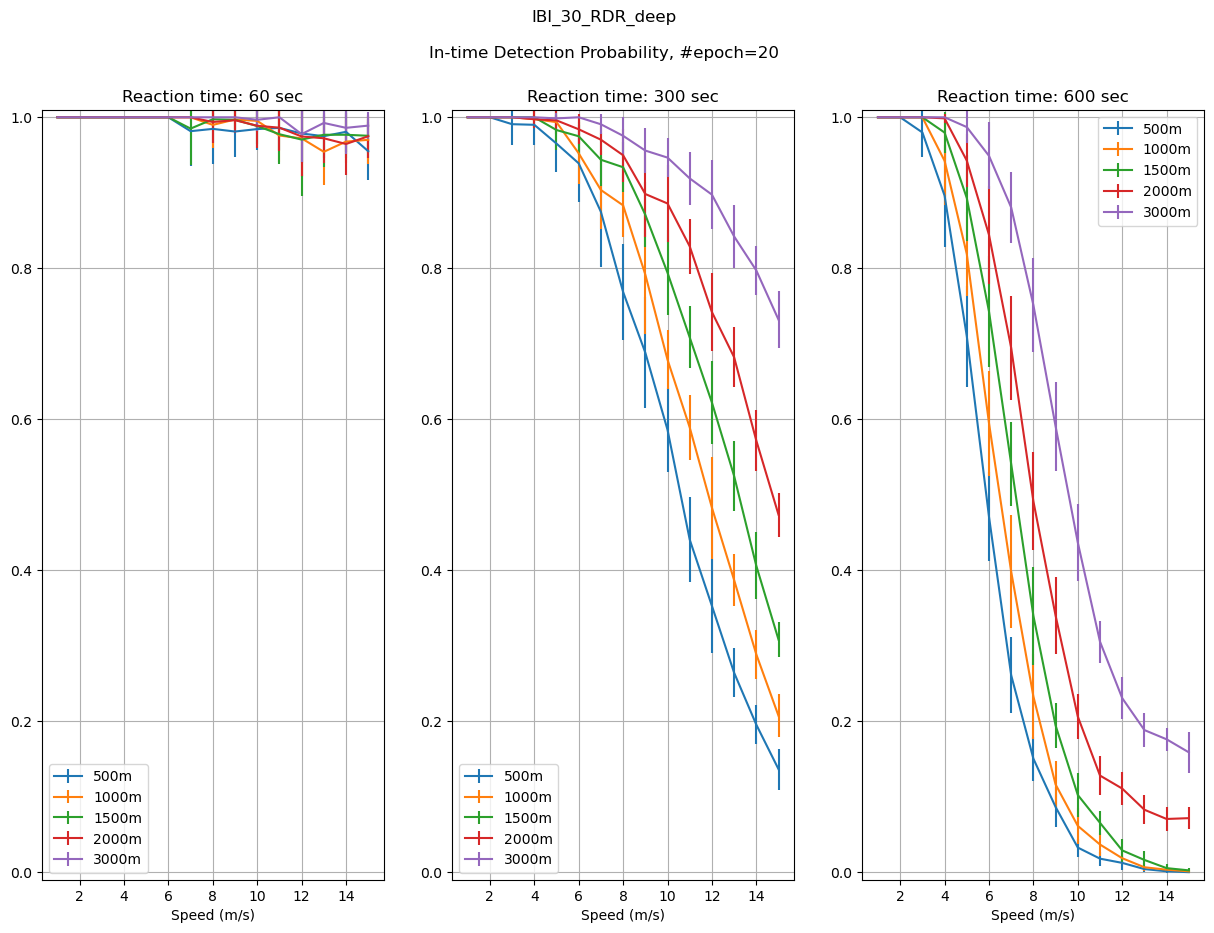 IBI_30_RDR_deep
In-time Detection Probability, #epoch=20
Reaction time: 60 sec
1.0
0.8
0.6
0.4
0.2
0.0
2 4 6 8 10 12 14
Speed (m/s)
500m
1000m
1500m
2000m
3000m
Reaction time: 300 sec
1.0
0.8
0.6
0.4
0.2
0.0
2 4 6 8 10 12 14
Speed (m/s)
500m
1000m
1500m
2000m
3000m
Reaction time: 600 sec
1.0
0.8
0.6
0.4
0.2
0.0
2 4 6 8 10 12 14
Speed (m/s)
500m
1000m
1500m
2000m
3000m